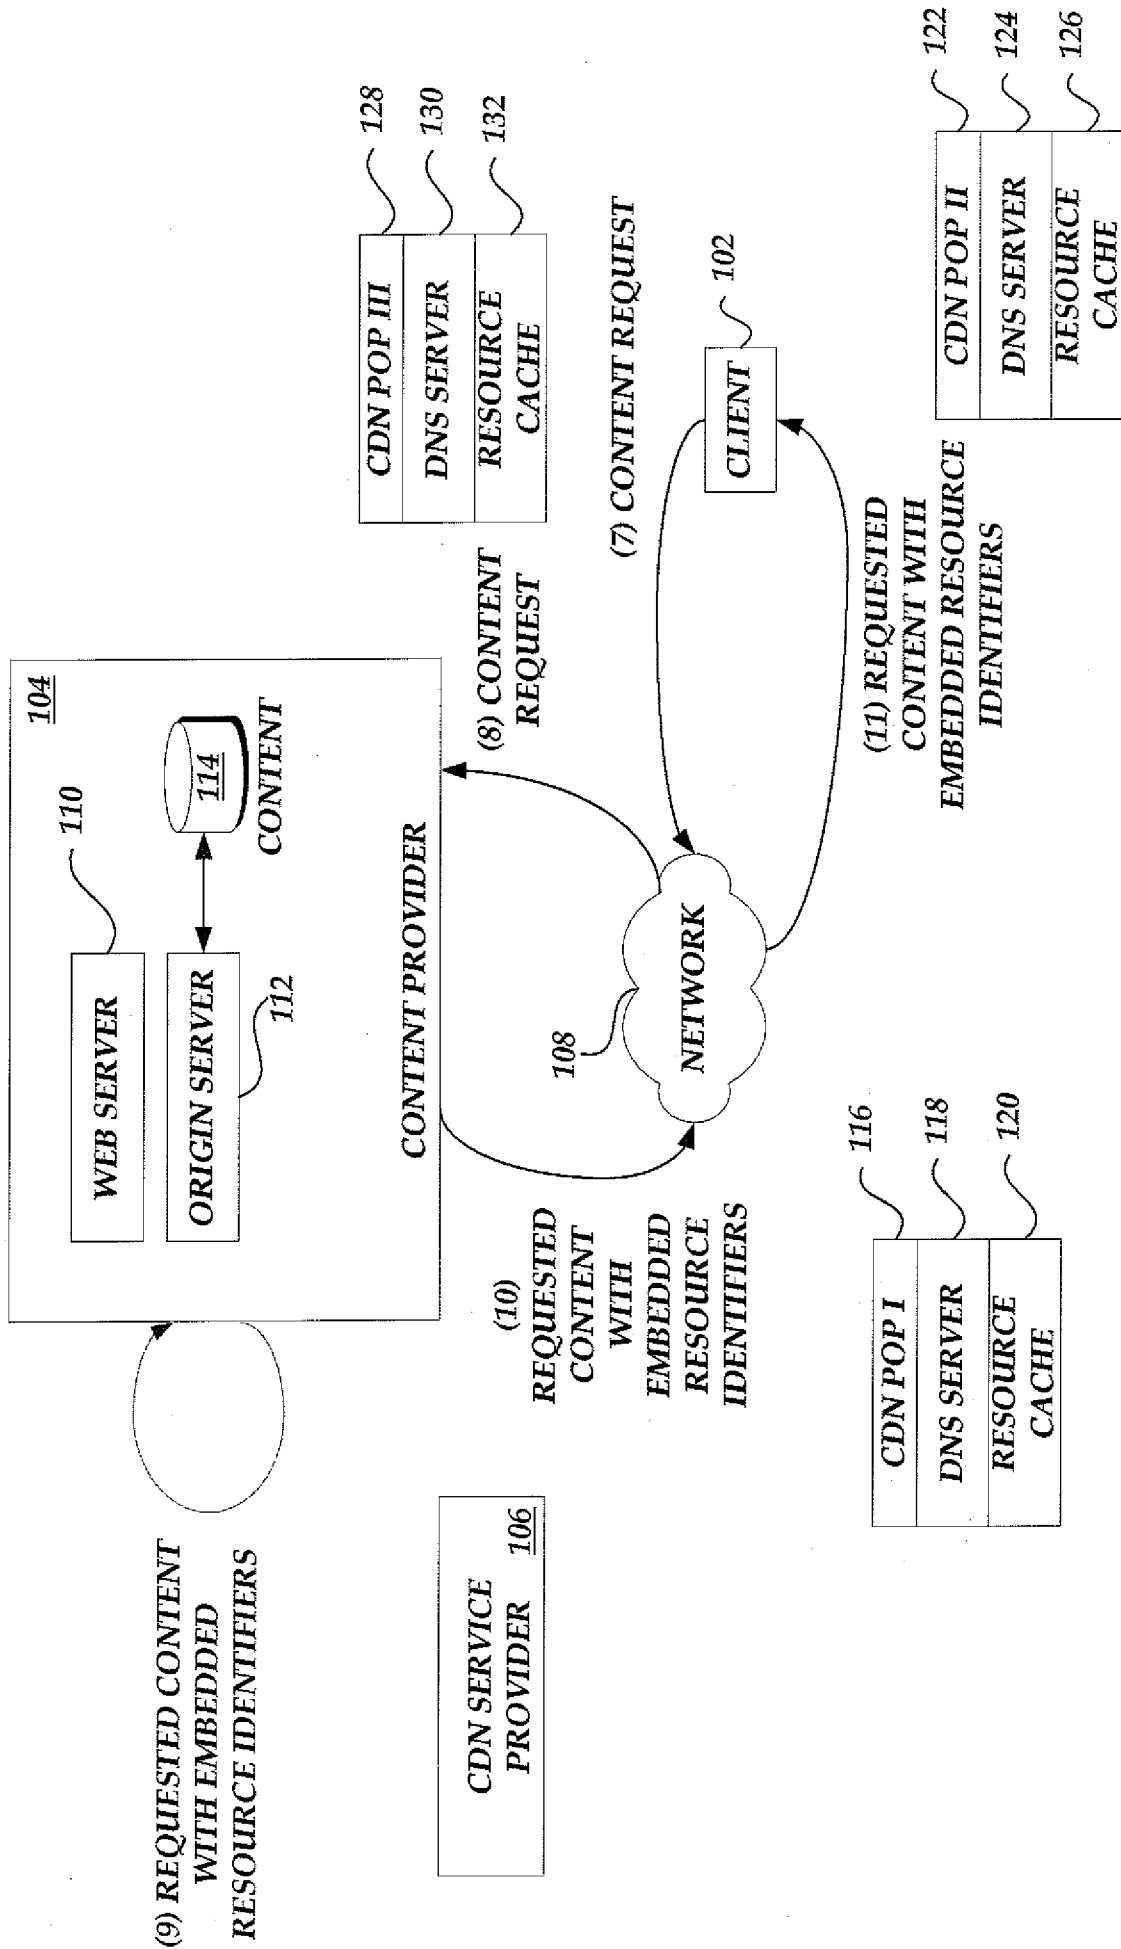 (9) REQUESTED CONTENT
WITH EMBEDDED
RESOURCE IDENTIFIERS
104
WEB SERVER
110
ORIGIN SERVER
112
114
CONTENT
CONTENT PROVIDER
CDN SERVICE
PROVIDER
106
(10)
REQUESTED
CONTENT
WITH
EMBEDDED
RESOURCE
IDENTIFIERS
(8) CONTENT
REQUEST
CDN POP III
128
DNS SERVER
130
RESOURCE
CACHE
132
108
NETWORK
(7) CONTENT REQUEST
CLIENT
102
(11) REQUESTED
CONTENT WITH
EMBEDDED RESOURCE
IDENTIFIERS
CDN POP I
116
DNS SERVER
118
RESOURCE
CACHE
120
CDN POP II
122
DNS SERVER
124
RESOURCE
CACHE
126